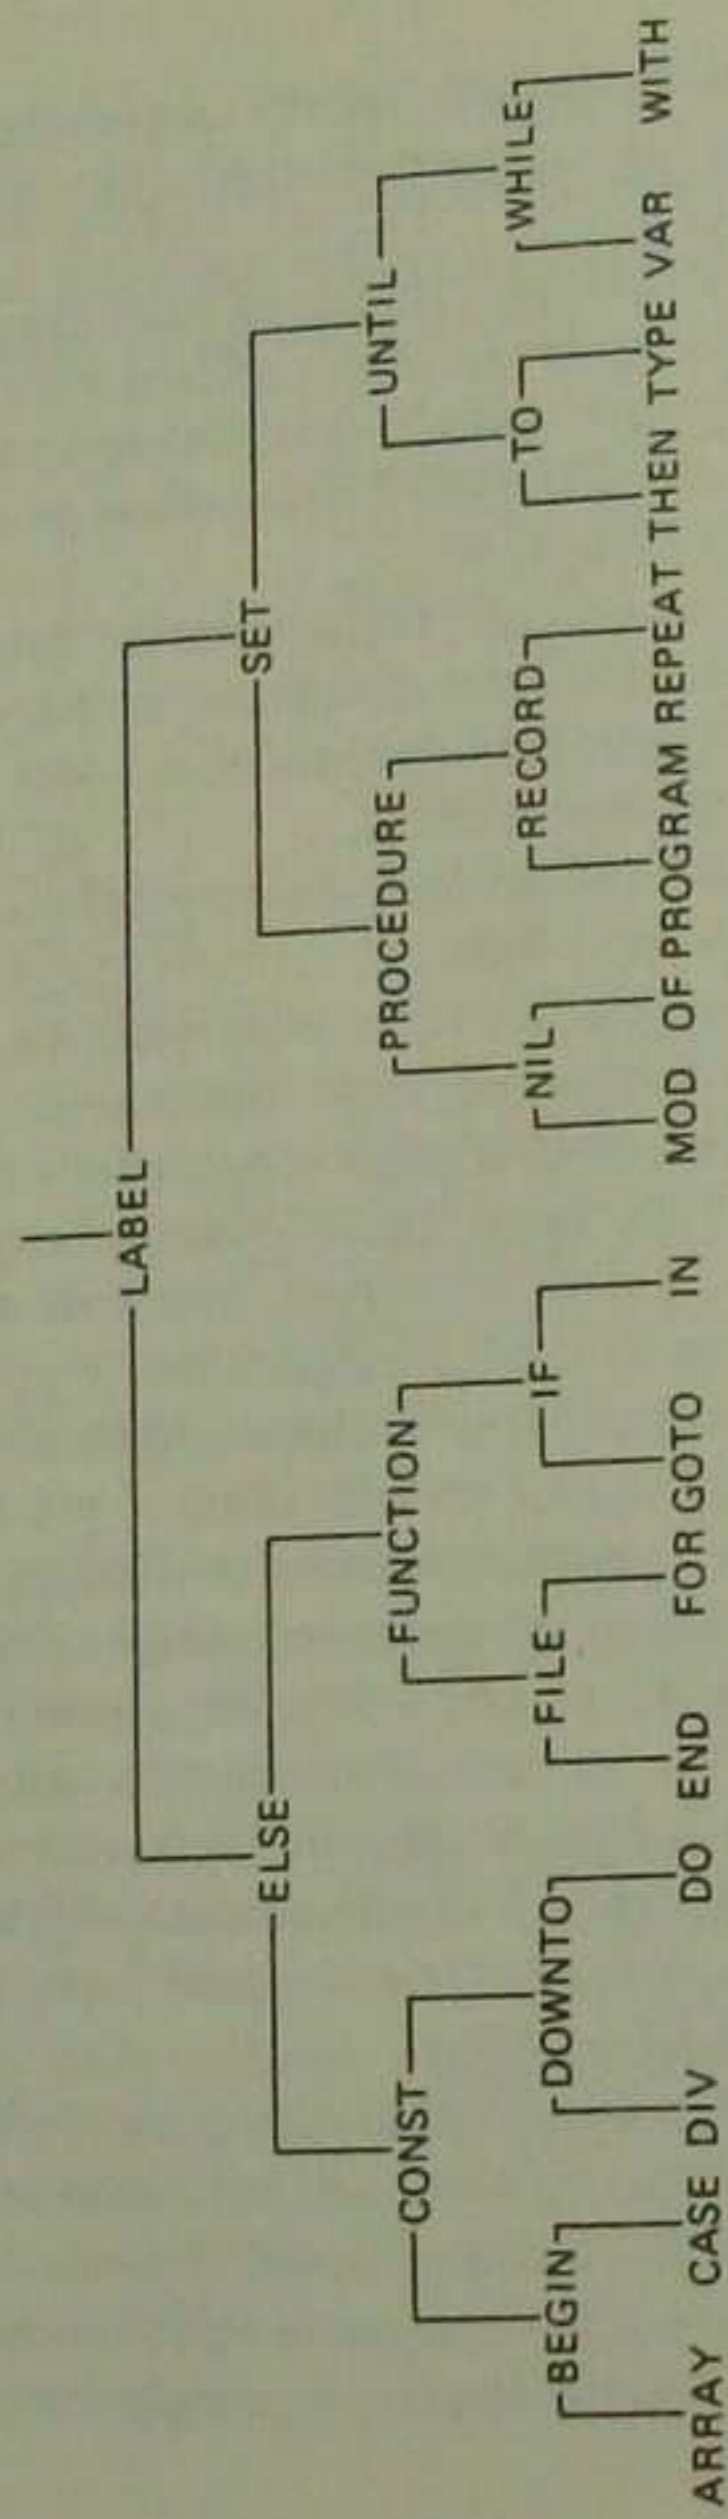 LABEL
ELSE SET
CONST FUNCTION PROCEDURE UNTIL
BEGIN DOWNTO FILE IF NIL RECORD TO WHILE
ARRAY CASE DIV DO END FOR GOTO IN MOD OF PROGRAM REPEAT THEN TYPE VAR WITH